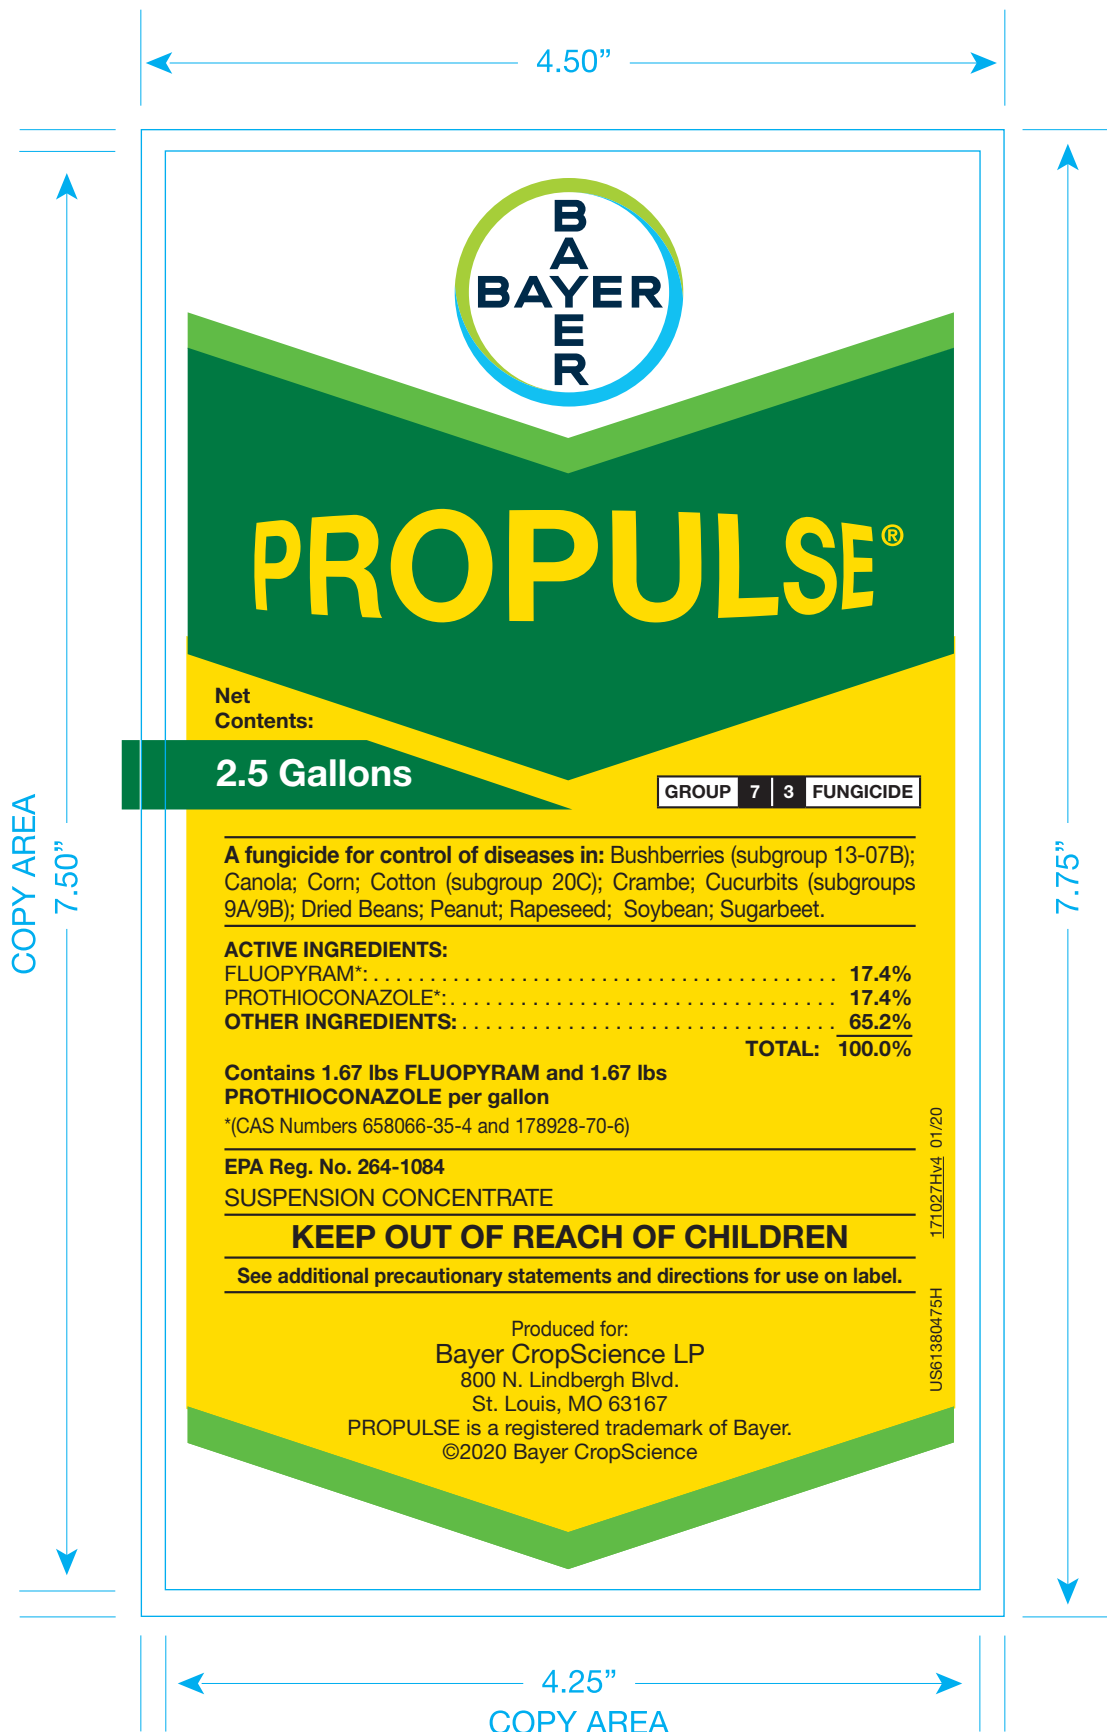 4.50”
BAYER
BAYER
PROPULSE®
Net
Contents:
2.5 Gallons
GROUP 7 3 FUNGICIDE
A fungicide for control of diseases in: Bushberries (subgroup 13-07B);
Canola; Corn; Cotton (subgroup 20C); Crambe; Cucurbits (subgroups
9A/9B); Dried Beans; Peanut; Rapeseed; Soybean; Sugarbeet.
ACTIVE INGREDIENTS:
FLUOPYRAM*: . . . . . . . . . . . . . . . . . . . . . . . . . . . . . . . . . . . . . . . 17.4%
PROTHIOCONAZOLE*: . . . . . . . . . . . . . . . . . . . . . . . . . . . . . . . . . 17.4%
OTHER INGREDIENTS: . . . . . . . . . . . . . . . . . . . . . . . . . . . . . . . . 65.2%
TOTAL: 100.0%
Contains 1.67 lbs FLUOPYRAM and 1.67 lbs
PROTHIOCONAZOLE per gallon
*(CAS Numbers 658066-35-4 and 178928-70-6)
EPA Reg. No. 264-1084
SUSPENSION CONCENTRATE
KEEP OUT OF REACH OF CHILDREN
See additional precautionary statements and directions for use on label.
Produced for:
Bayer CropScience LP
800 N. Lindbergh Blvd.
St. Louis, MO 63167
PROPULSE is a registered trademark of Bayer.
©2020 Bayer CropScience
US61380475H 171027Hv4 01/20
COPY AREA
7.50”
7.75”
4.25”
COPY AREA